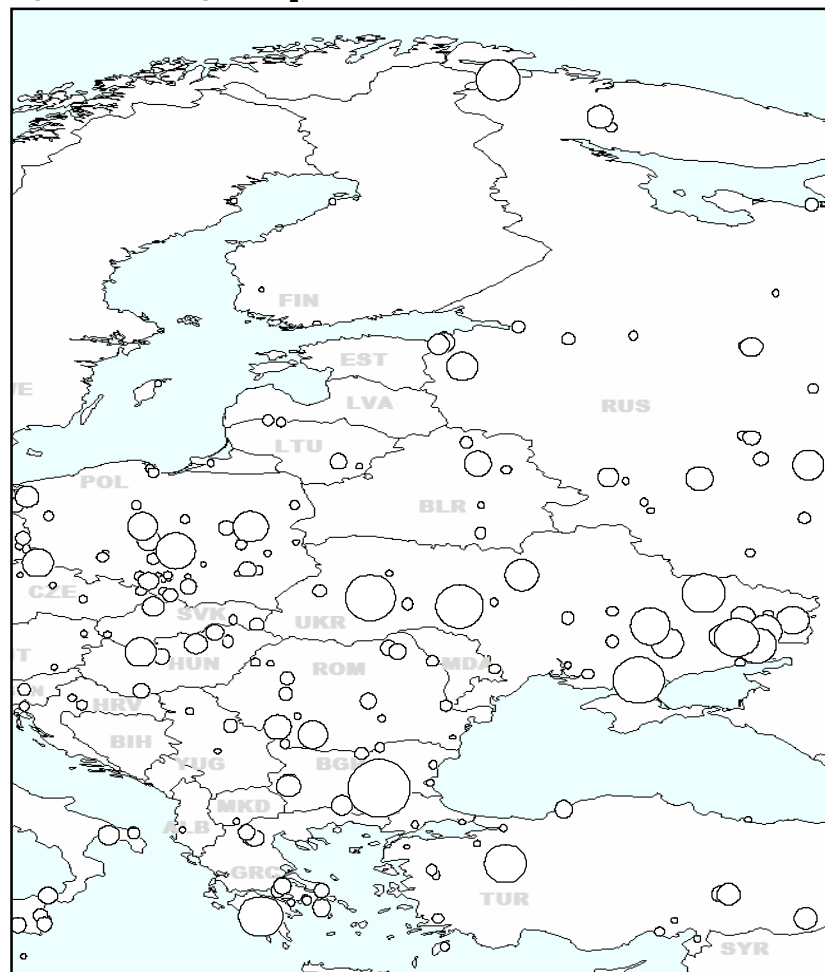 FIN
EST
VE
LVA
RUS
LTU
POL
BLR
CZE
SVK
UKR
T
HUN
ROM
MDA
N
HRV
BIH
YUG
BGR
MKD
ALB
GRC
TUR
SYR